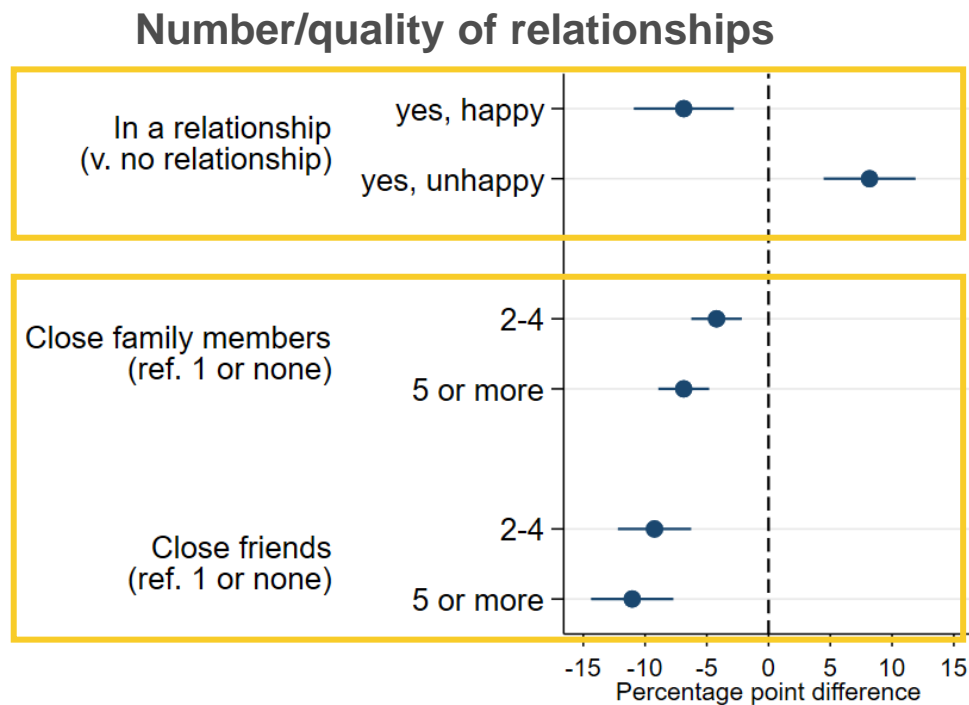 Number/quality of relationships
In a relationship
(v. no relationship)
yes, happy
yes, unhappy
Close family members
(ref. 1 or none)
2-4
5 or more
Close friends
(ref. 1 or none)
2-4
5 or more
-15 -10 -5 0 5 10 15
Percentage point difference